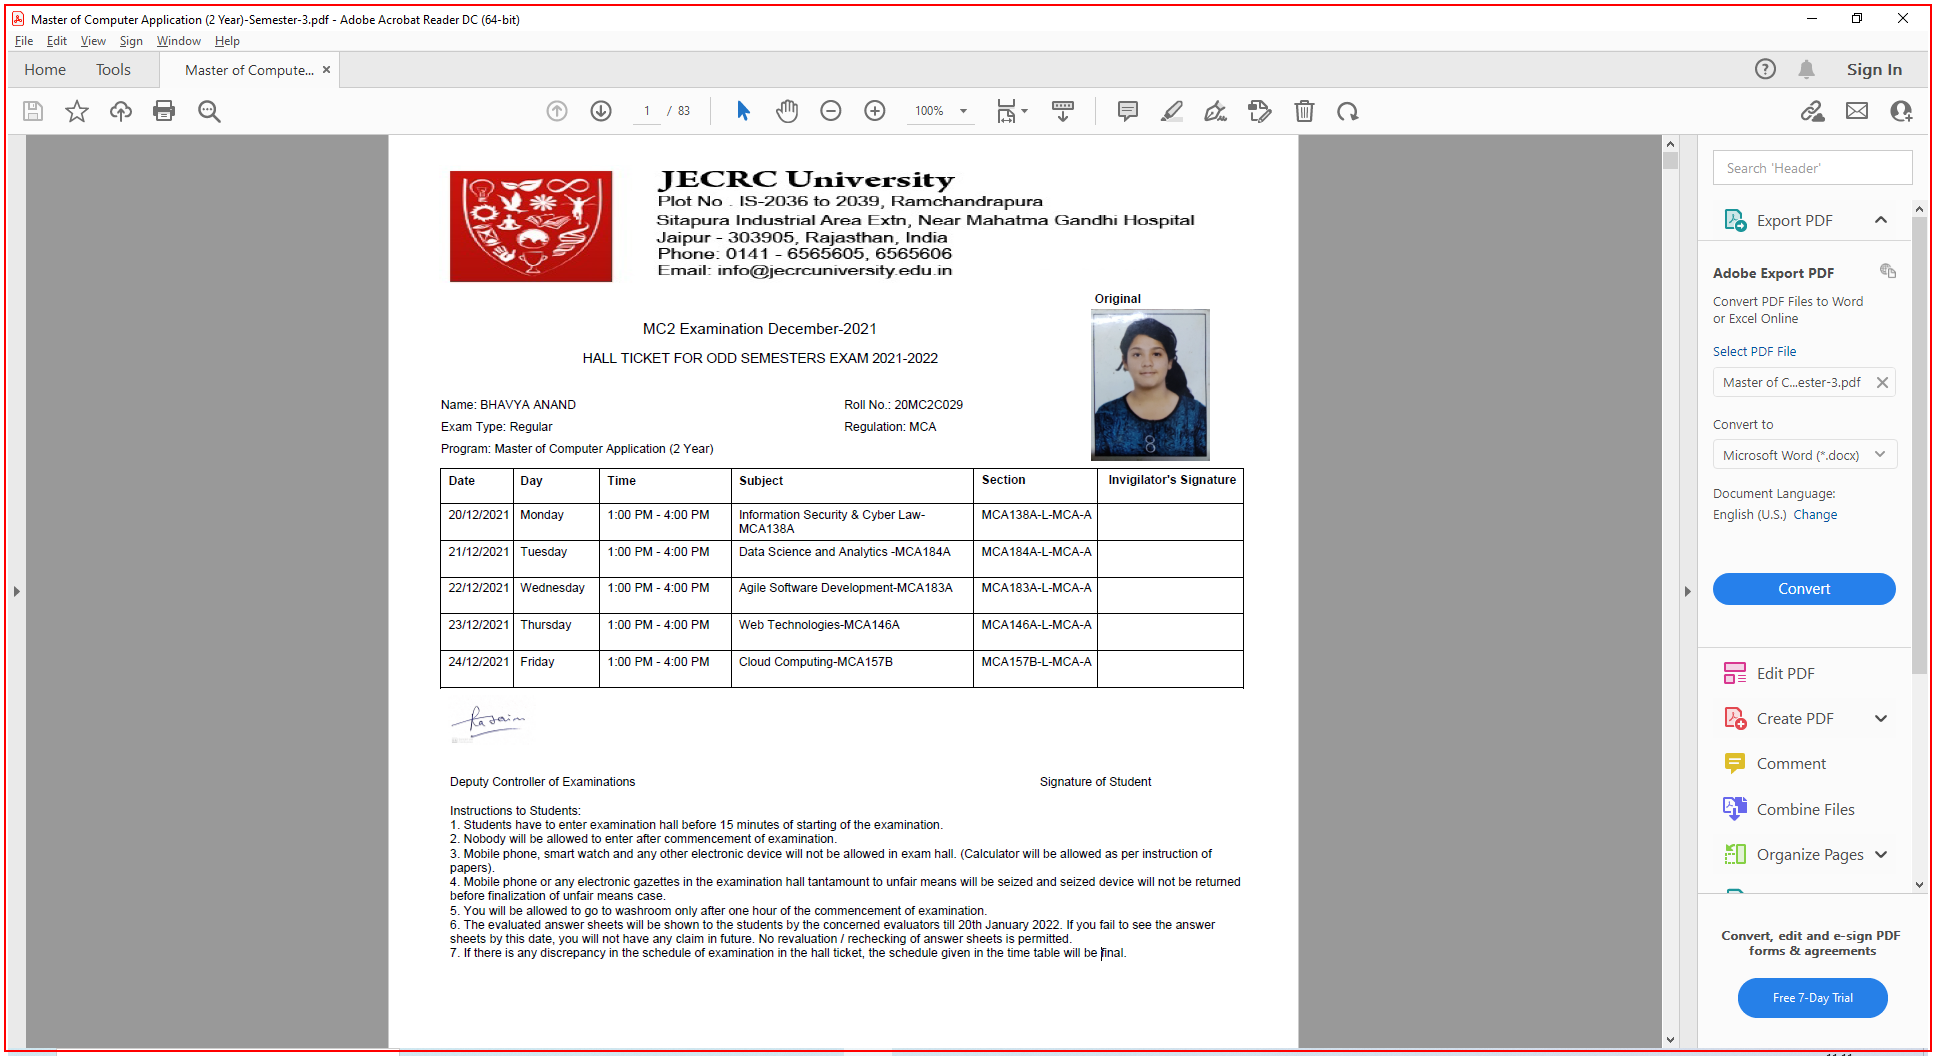 Master of Computer Application (2 Year)-Semester-3.pdf - Adobe Acrobat Reader DC (64-bit)
File Edit View Sign Window Help
Home Tools Master of Compute... × Sign In
1 / 83 100%
JECRC University
Plot No . IS-2036 to 2039, Ramchandrapura
Sitapura Industrial Area Extn, Near Mahatma Gandhi Hospital
Jaipur - 303905, Rajasthan, India
Phone: 0141 - 6565605, 6565606
Email: info@jecrcuniversity.edu.in
Original
MC2 Examination December-2021
HALL TICKET FOR ODD SEMESTERS EXAM 2021-2022
8
Name: BHAVYA ANAND Roll No.: 20MC2C029
Exam Type: Regular Regulation: MCA
Program: Master of Computer Application (2 Year)
Date Day Time Subject Section Invigilator's Signature
20/12/2021 Monday 1:00 PM - 4:00 PM Information Security & Cyber Law- MCA138A-L-MCA-A
MCA138A
21/12/2021 Tuesday 1:00 PM - 4:00 PM Data Science and Analytics -MCA184A MCA184A-L-MCA-A
22/12/2021 Wednesday 1:00 PM - 4:00 PM Agile Software Development-MCA183A MCA183A-L-MCA-A
23/12/2021 Thursday 1:00 PM - 4:00 PM Web Technologies-MCA146A MCA146A-L-MCA-A
24/12/2021 Friday 1:00 PM - 4:00 PM Cloud Computing-MCA157B MCA157B-L-MCA-A
Deputy Controller of Examinations Signature of Student
Instructions to Students:
1. Students have to enter examination hall before 15 minutes of starting of the examination.
2. Nobody will be allowed to enter after commencement of examination.
3. Mobile phone, smart watch and any other electronic device will not be allowed in exam hall. (Calculator will be allowed as per instruction of
papers).
4. Mobile phone or any electronic gazettes in the examination hall tantamount to unfair means will be seized and seized device will not be returned
before finalization of unfair means case.
5. You will be allowed to go to washroom only after one hour of the commencement of examination.
6. The evaluated answer sheets will be shown to the students by the concerned evaluators till 20th January 2022. If you fail to see the answer
sheets by this date, you will not have any claim in future. No revaluation / rechecking of answer sheets is permitted.
7. If there is any discrepancy in the schedule of examination in the hall ticket, the schedule given in the time table will be final.
Search 'Header'
Export PDF
Adobe Export PDF
Convert PDF Files to Word
or Excel Online
Select PDF File
Master of C...ester-3.pdf
Convert to
Microsoft Word (*.docx)
Document Language:
English (U.S.) Change
Convert
Edit PDF
Create PDF
Comment
Combine Files
Organize Pages
Convert, edit and e-sign PDF
forms & agreements
Free 7-Day Trial